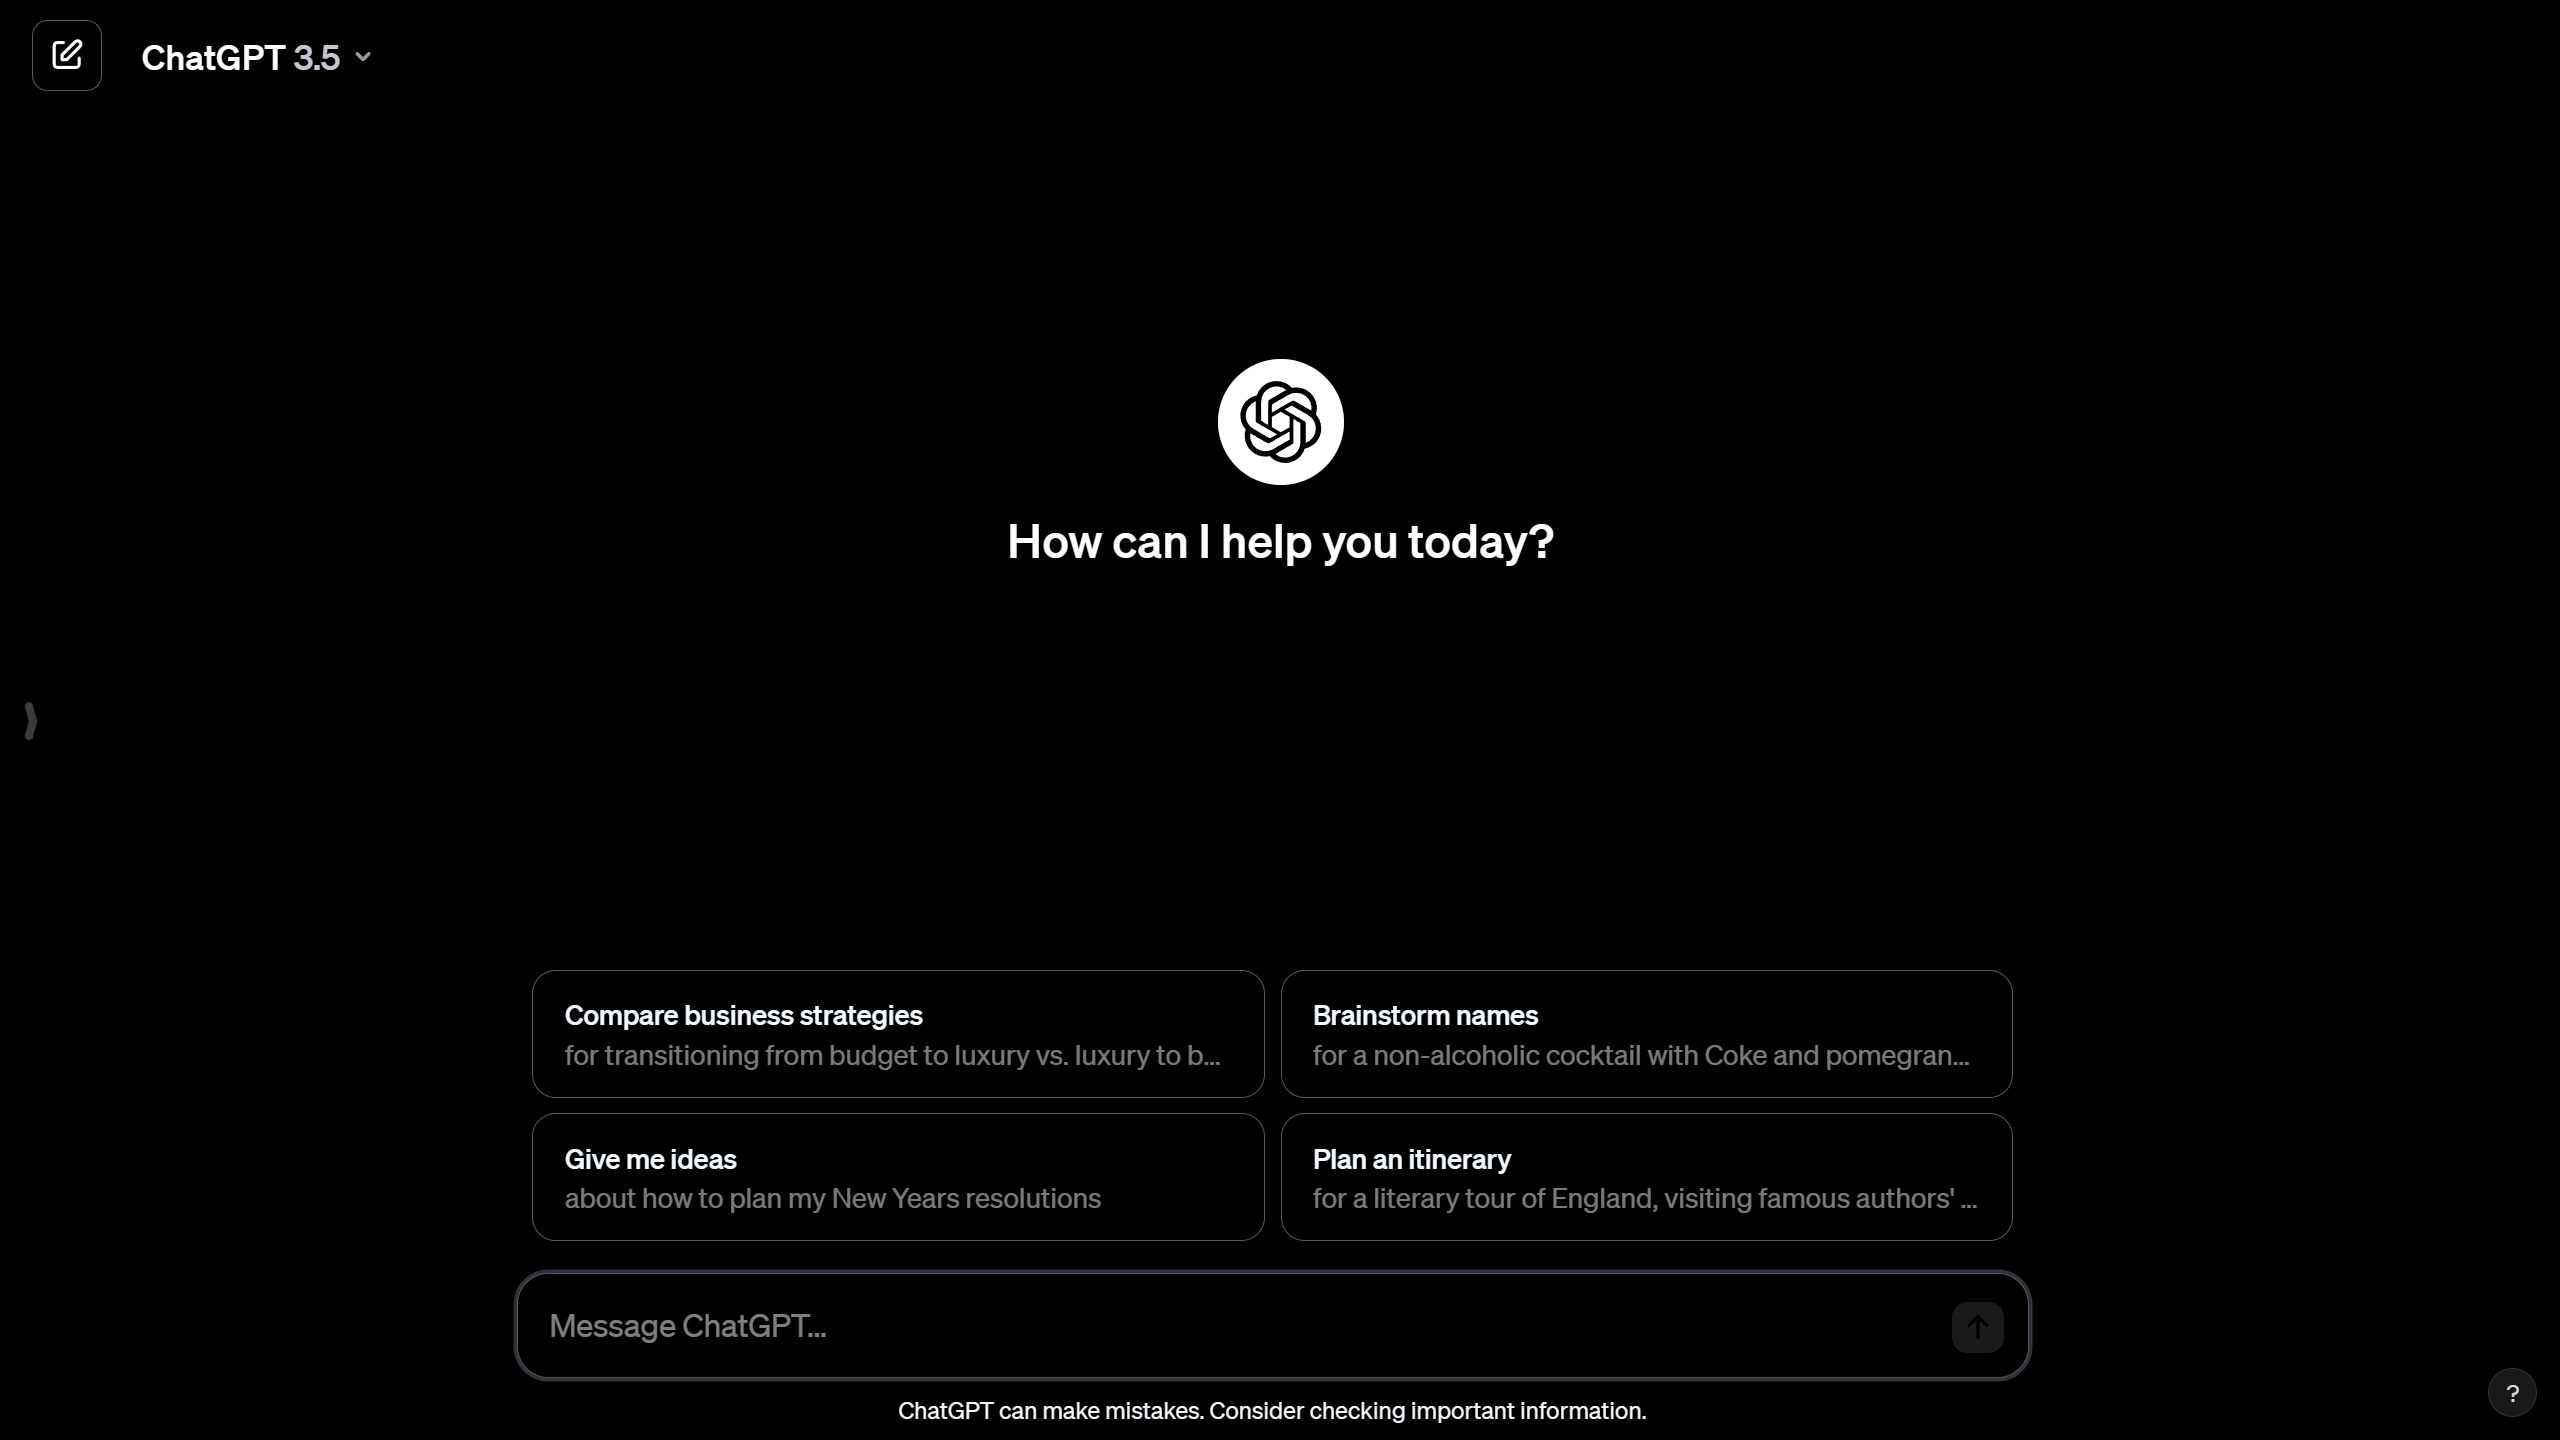 ChatGPT 3.5
How can I help you today?
Compare business strategies
for transitioning from budget to luxury vs. luxury to b...
Brainstorm names
for a non-alcoholic cocktail with Coke and pomegran...
Give me ideas
about how to plan my New Years resolutions
Plan an itinerary
for a literary tour of England, visiting famous authors' ...
Message ChatGPT...
ChatGPT can make mistakes. Consider checking important information.
?